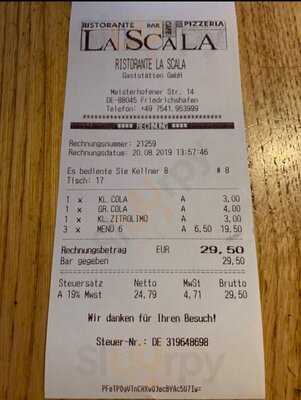 RISTORANTE BAR CAFE PIZZERIA
LA SCALA
RISTORANTE LA SCALA
Gaststätten GmbH
Meisterhofener Str. 14
DE-88045 Friedrichshafen
Telefon: +49 7541.953999
**** RECHNUNG ****
Rechnungsnummer: 21259
Rechnungsdatum: 20.08.2019 13:57:46
Es bediente Sie Kellner 8 # 8
Tisch: 17
1 x KL.COLA A 3,00
1 x GR.COLA A 4,00
1 x KL.ZITROLIMO A 3,00
3 x MENÜ 6 A 6,50 19,50
Rechnungsbetrag EUR 29,50
Bar gegeben 29,50
Steuersatz Netto MwSt Brutto
A 19% Mwst 24,79 4,71 29,50
Wir danken für Ihren Besuch!
Steuer-Nr.: DE 319648698